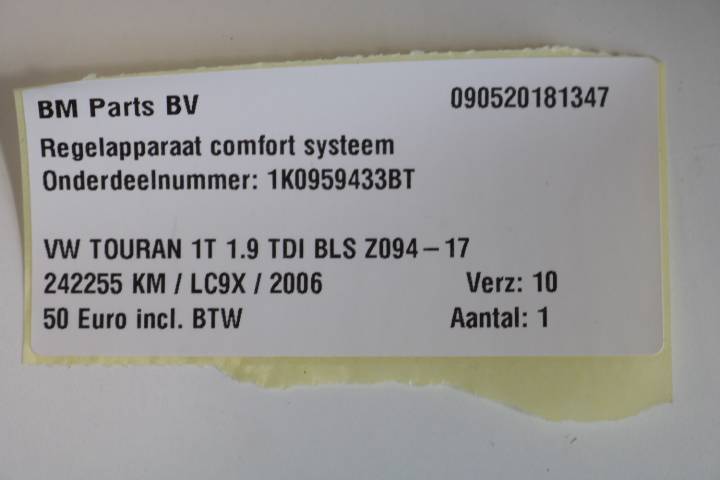 BM Parts BV 090520181347
Regelapparaat comfort systeem
Onderdeelnummer: 1K0959433BT
VW TOURAN 1T 1.9 TDI BLS Z094-17
242255 KM / LC9X / 2006 Verz: 10
50 Euro incl. BTW Aantal: 1